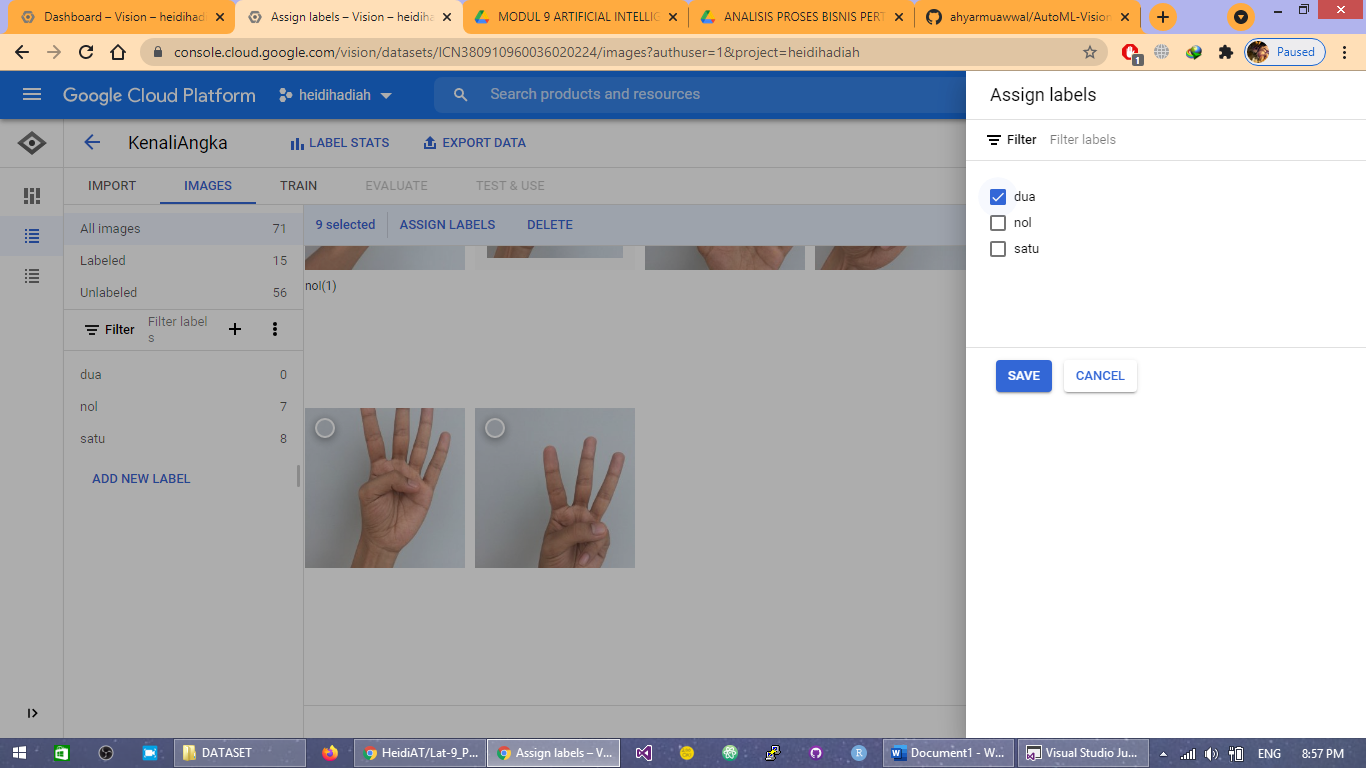 Dashboard – Vision – heidihadi
Assign labels – Vision – heidiha
MODUL 9 ARTIFICIAL INTELLIG
ANALISIS PROSES BISNIS PERT
ahyarmuawwal/AutoML-Vision
console.cloud.google.com/vision/datasets/ICN380910960036020224/images?authuser=1&project=heidihadiah
1
Paused
Google Cloud Platform
heidihadiah
Search products and resources
Assign labels
KenaliAngka
LABEL STATS
EXPORT DATA
Filter
Filter labels
IMPORT
IMAGES
TRAIN
EVALUATE
TEST & USE
All images 71
Labeled 15
Unlabeled 56
9 selected
ASSIGN LABELS
DELETE
dua
nol
satu
nol(1)
Filter
Filter label
s
dua 0
nol 7
satu 8
ADD NEW LABEL
SAVE
CANCEL
DATASET
HeidiAT/Lat-9_P...
Assign labels – V...
Document1 - W...
Visual Studio Ju...
ENG
8:57 PM